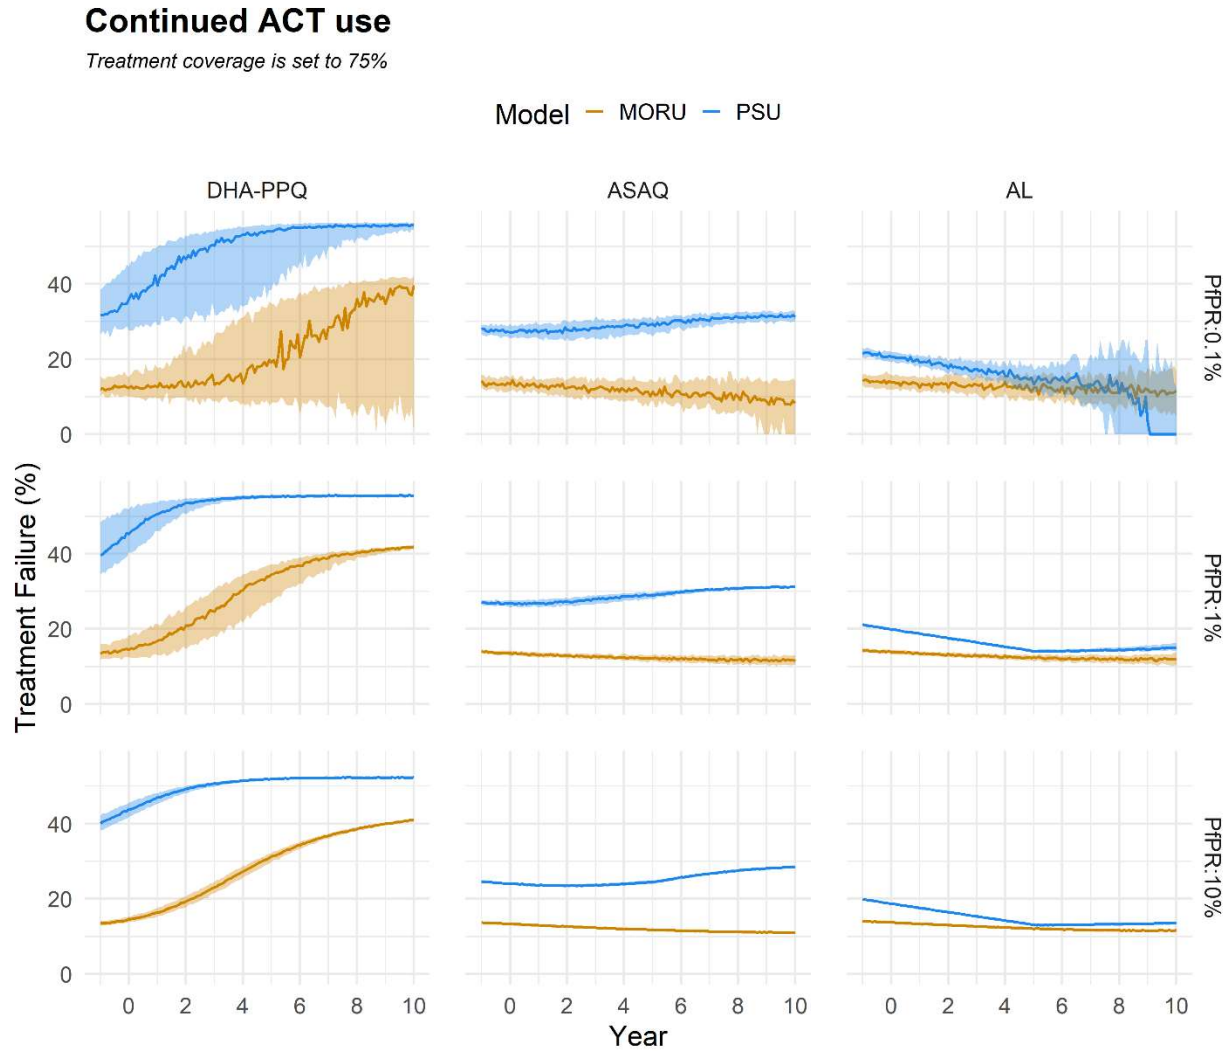 Continued ACT use
Treatment coverage is set to 75%
Model MORU PSU
DHA-PPQ ASAQ AL
40
20
0
PfPR:0.1%
40
20
0
PfPR:1%
40
20
0
PfPR:10%
Treatment Failure (%)
0 2 4 6 8 10 0 2 4 6 8 10 0 2 4 6 8 10
Year